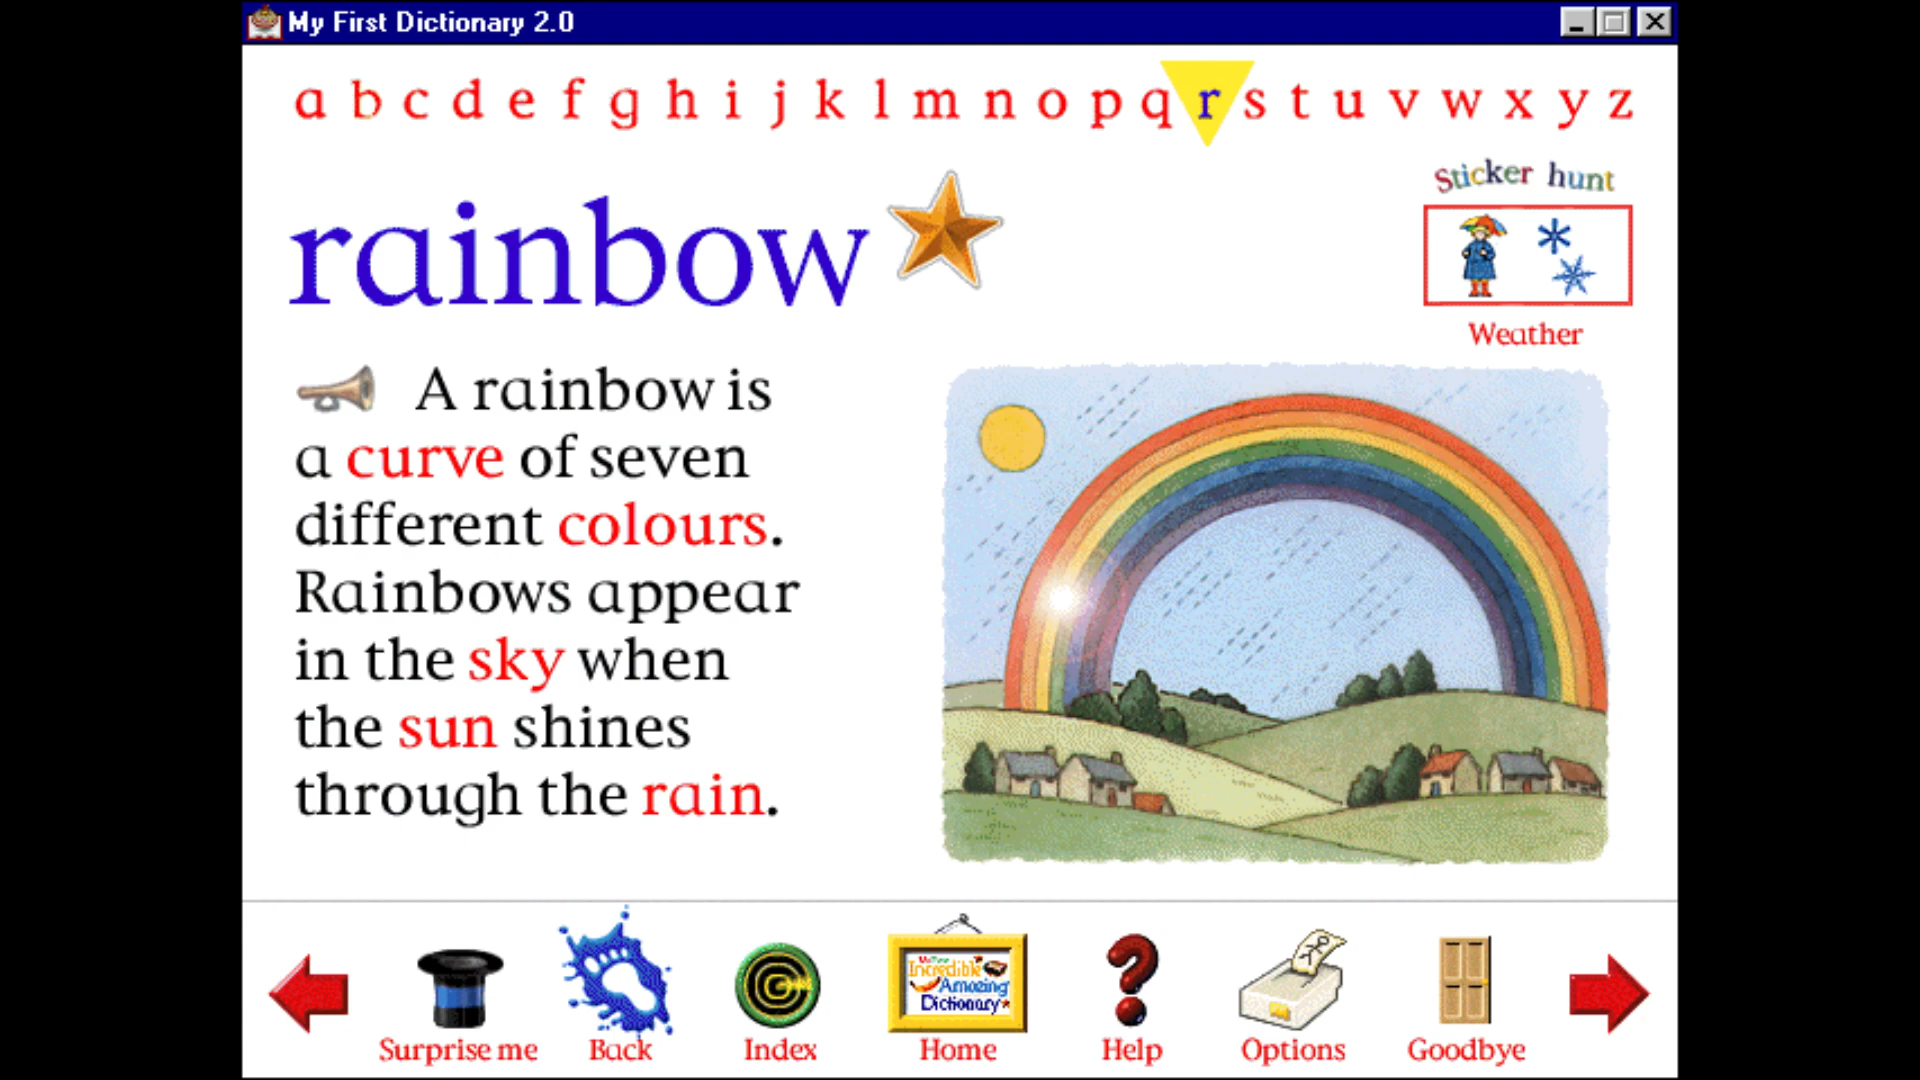 My First Dictionary 2.0
a b c d e f g h i j k l m n o p q r s t u v w x y z
Sticker hunt
rainbow
Weather
A rainbow is
a curve of seven
different colours.
Rainbows appear
in the sky when
the sun shines
through the rain.
My First
Incredible
Amazing
Dictionary
Surprise me
Back
Index
Home
Help
Options
Goodbye